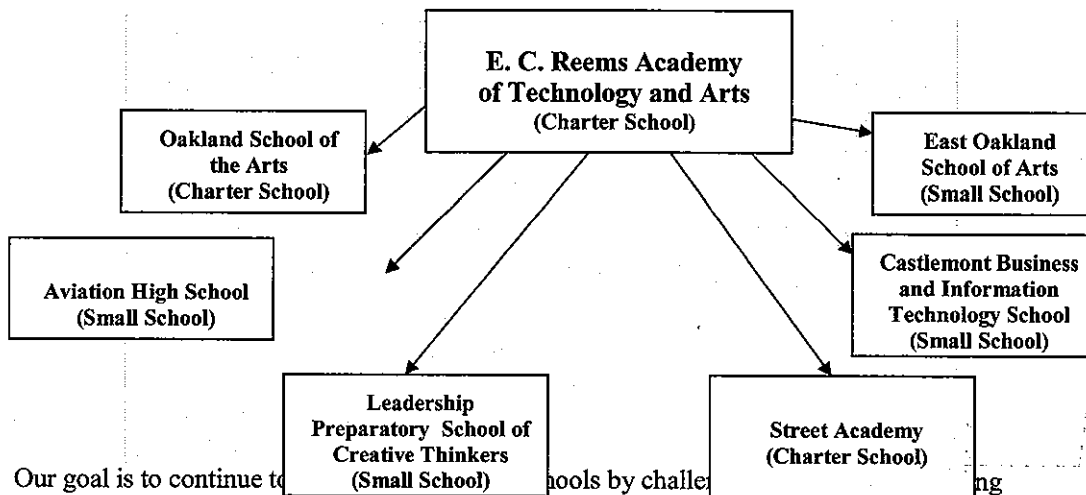 E. C. Reems Academy
of Technology and Arts
(Charter School)
Oakland School of
the Arts
(Charter School)
East Oakland
School of Arts
(Small School)
Aviation High School
(Small School)
Castlemont Business
and Information
Technology School
(Small School)
Leadership
Preparatory School of
Creative Thinkers
(Small School)
Street Academy
(Charter School)
Our goal is to continue to hools by challen ng